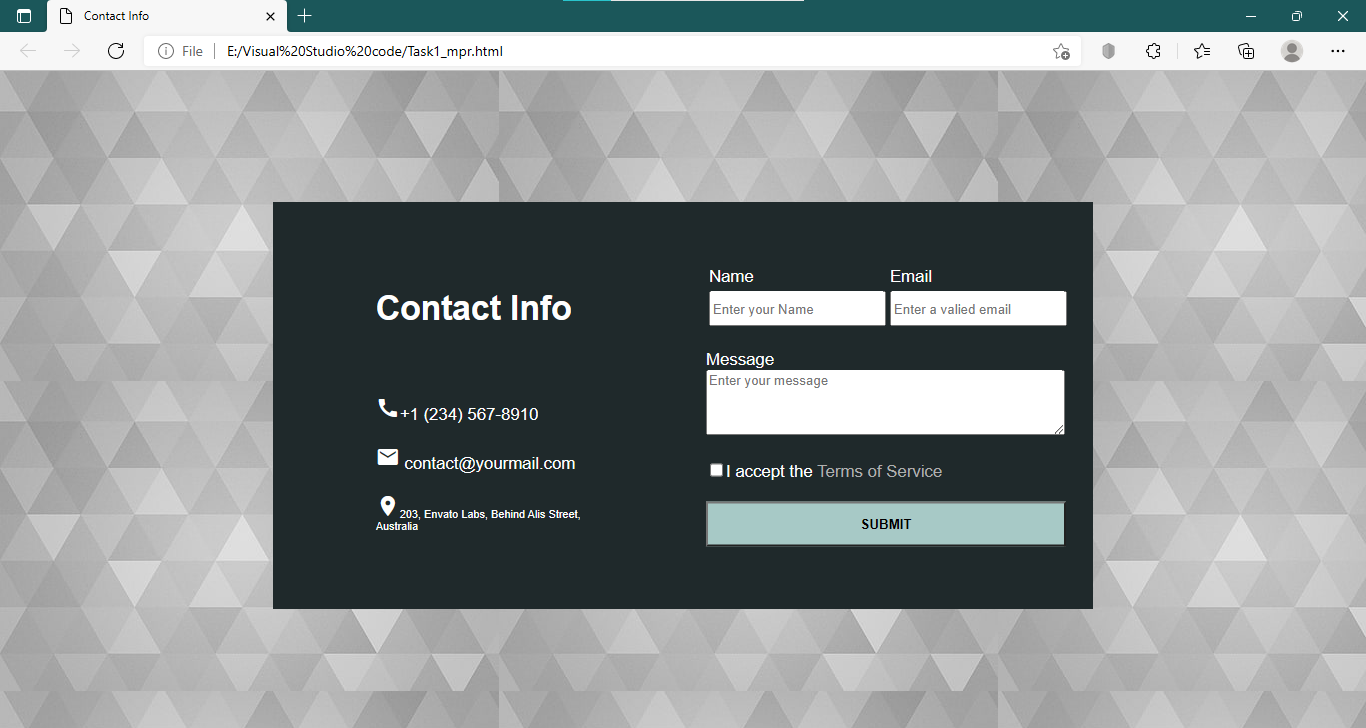 Contact Info
File
E:/Visual%20Studio%20code/Task1_mpr.html
Contact Info
+1 (234) 567-8910
contact@yourmail.com
203, Envato Labs, Behind Alis Street,
Australia
Name Email
Enter your Name Enter a valied email
Message
Enter your message
I accept the Terms of Service
SUBMIT